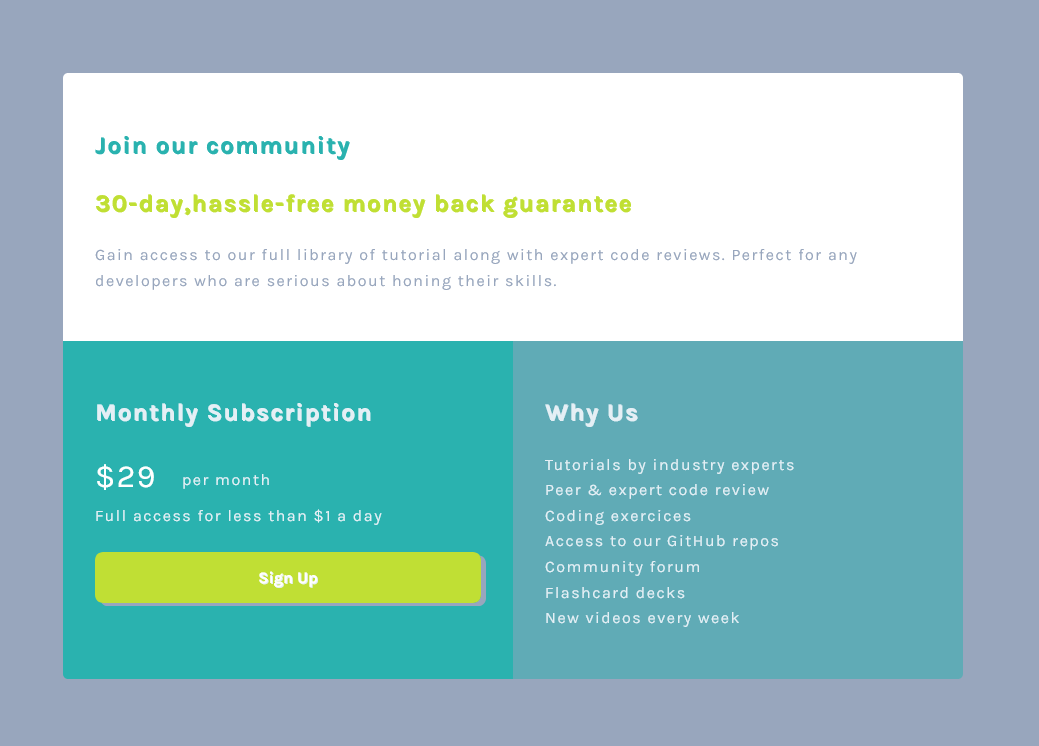 Join our community
30-day,hassle-free money back guarantee
Gain access to our full library of tutorial along with expert code reviews. Perfect for any
developers who are serious about honing their skills.
Monthly Subscription
$29 per month
Full access for less than $1 a day
Sign Up
Why Us
Tutorials by industry experts
Peer & expert code review
Coding exercices
Access to our GitHub repos
Community forum
Flashcard decks
New videos every week